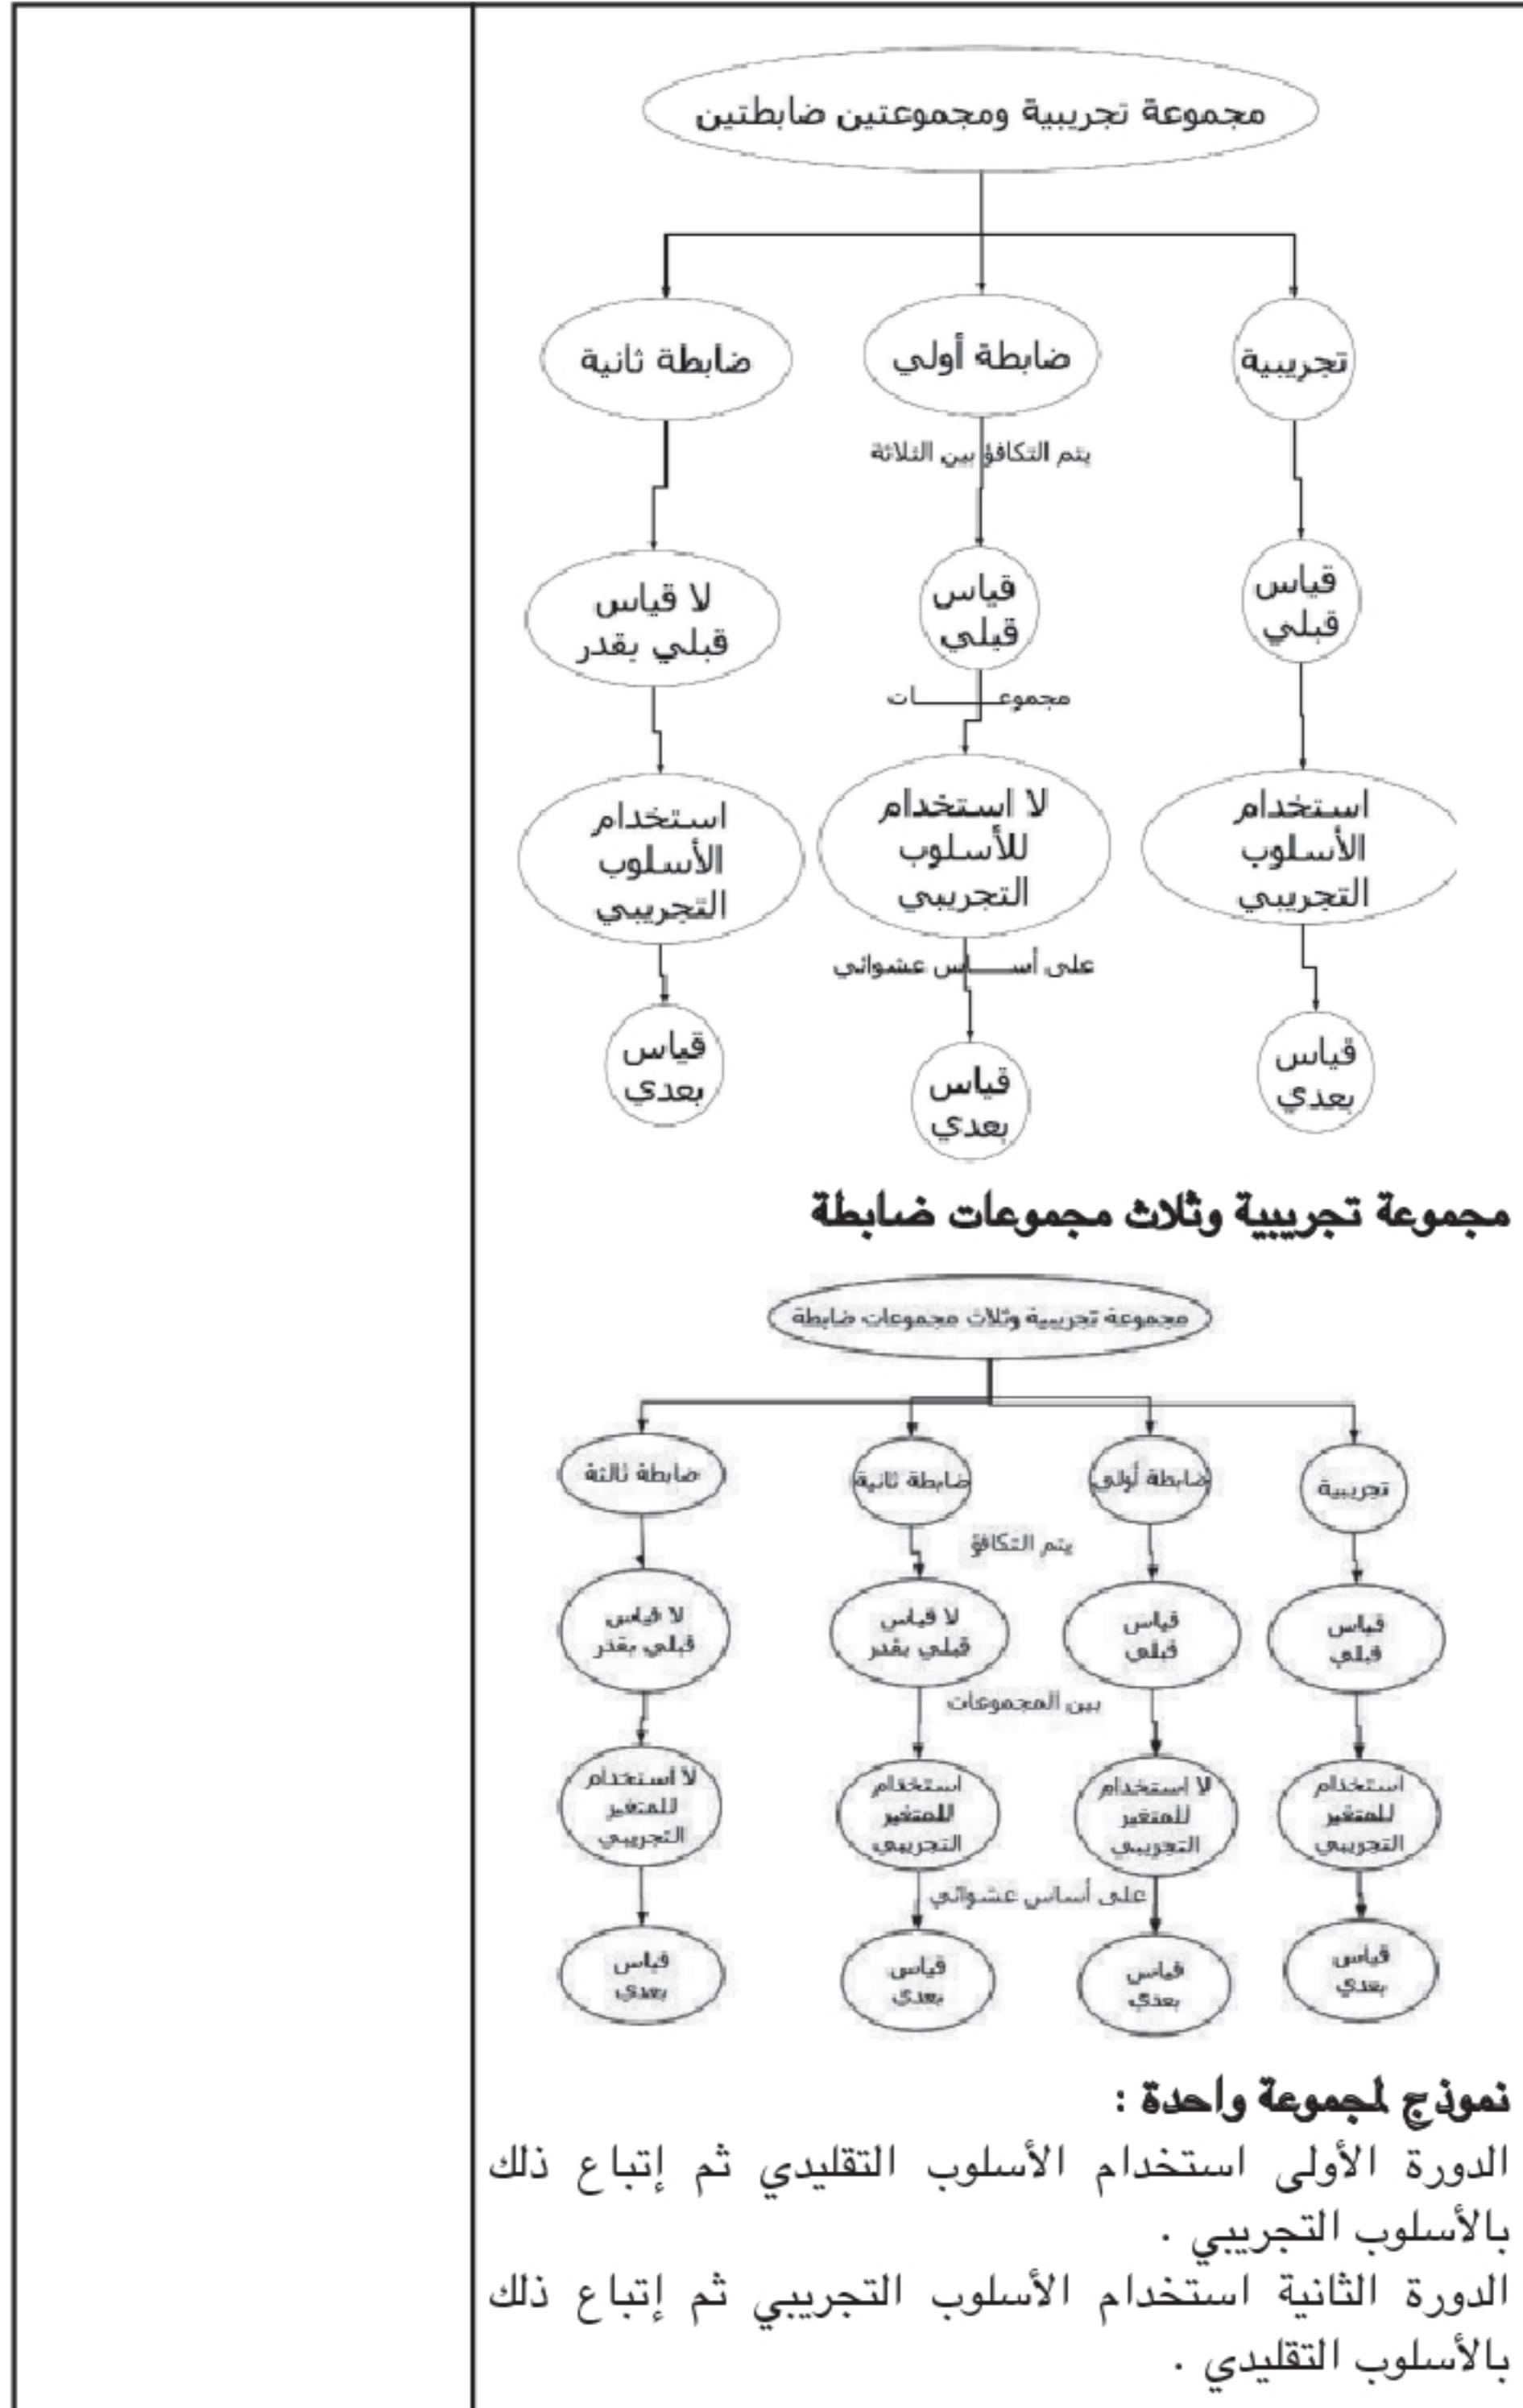 مجموعة تجريبية ومجموعتين ضابطتين
تجريبية
ضابطة أولي
ضابطة ثانية
يتم التكافؤ بين الثلاثة
قياس
قبلي
قياس
قبلي
لا قياس
قبلي يقدر
مجموعـــــــات
استخدام
الأسلوب
التجريبي
لا استخدام
للأسلوب
التجريبي
استخدام
الأسلوب
التجريبي
على أســـاس عشوائي
قياس
بعدي
قياس
بعدي
قياس
بعدي
مجموعة تجريبية وثلاث مجموعات ضابطة
مجموعة تجريبية وثلاث مجموعات ضابطة
تجريبية
ضابطة أولي
ضابطة ثانية
ضابطة ثالثة
يتم التكافؤ
قياس
قبلي
قياس
قبلي
لا قياس
قبلي يقدر
لا قياس
قبلي يقدر
بين المجموعات
استخدام
للمتغير
التجريبي
لا استخدام
للمتغير
التجريبي
استخدام
للمتغير
التجريبي
لا استخدام
للمتغير
التجريبي
على أساس عشوائي
قياس
بعدي
قياس
بعدي
قياس
بعدي
قياس
بعدي
نموذج لمجموعة واحدة :
الدورة الأولى استخدام الأسلوب التقليدي ثم إتباع ذلك
بالأسلوب التجريبي .
الدورة الثانية استخدام الأسلوب التجريبي ثم إتباع ذلك
بالأسلوب التقليدي .